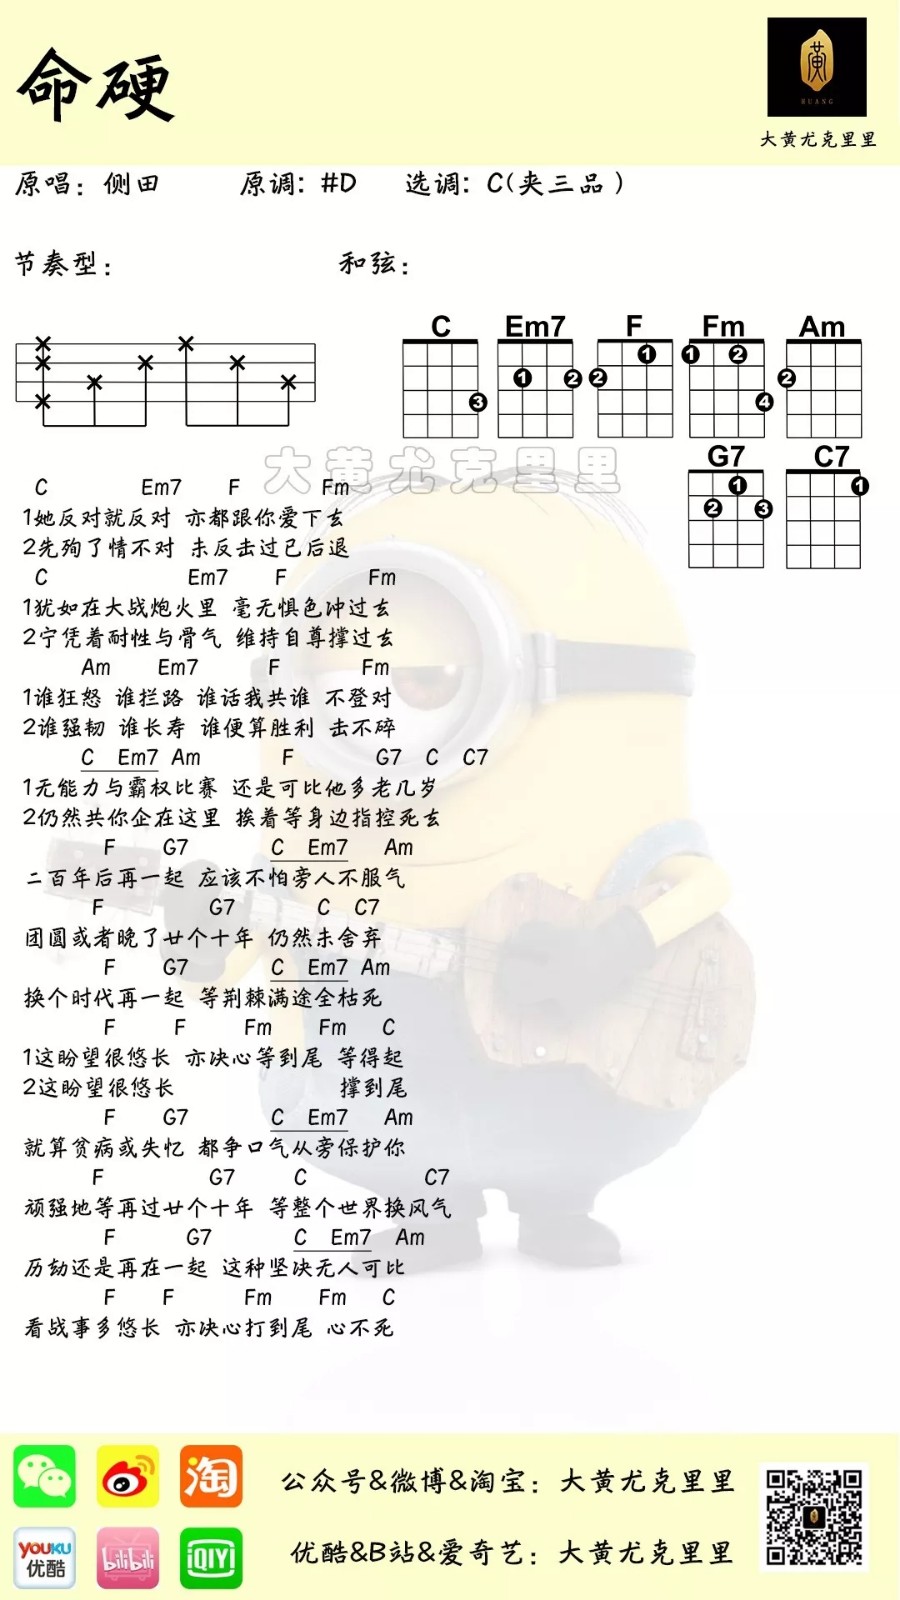 命硬
黄
HUANG
大黄尤克里里
原唱：侧田 原调：#D 选调：C(夹三品)
节奏型： 和弦：
C Em7 F Fm Am
1 1 1 2
2 2 2
3 4
G7 C7
1 1
2 3
大黄尤克里里
C Em7 F Fm
1她反对就反对 亦都跟你爱下去
2先殉了情不对 未反击过已后退
C Em7 F Fm
1犹如在大战炮火里 毫无惧色冲过去
2宁凭着耐性与骨气 维持自尊撑过去
Am Em7 F Fm
1谁狂怒 谁拦路 谁话我共谁 不登对
2谁强韧 谁长寿 谁便算胜利 击不碎
C Em7 Am F G7 C C7
1无能力与霸权比赛 还是可比他多老几岁
2仍然共你企在这里 挨着等身边指控死去
F G7 C Em7 Am
二百年后再一起 应该不怕旁人不服气
F G7 C C7
团圆或者晚了廿个十年 仍然未舍弃
F G7 C Em7 Am
换个时代再一起 等荆棘满途全枯死
F F Fm Fm C
1这盼望很悠长 亦决心等到尾 等得起
2这盼望很悠长 撑到尾
F G7 C Em7 Am
就算贫病或失忆 都争口气从旁保护你
F G7 C C7
顽强地等再过廿个十年 等整个世界换风气
F G7 C Em7 Am
历劫还是再在一起 这种坚决无人可比
F F Fm Fm C
看战事多悠长 亦决心打到尾 心不死
淘
公众号&微博&淘宝：大黄尤克里里
YOUKU
优酷
bilibili
iQIYI
优酷&B站&爱奇艺：大黄尤克里里